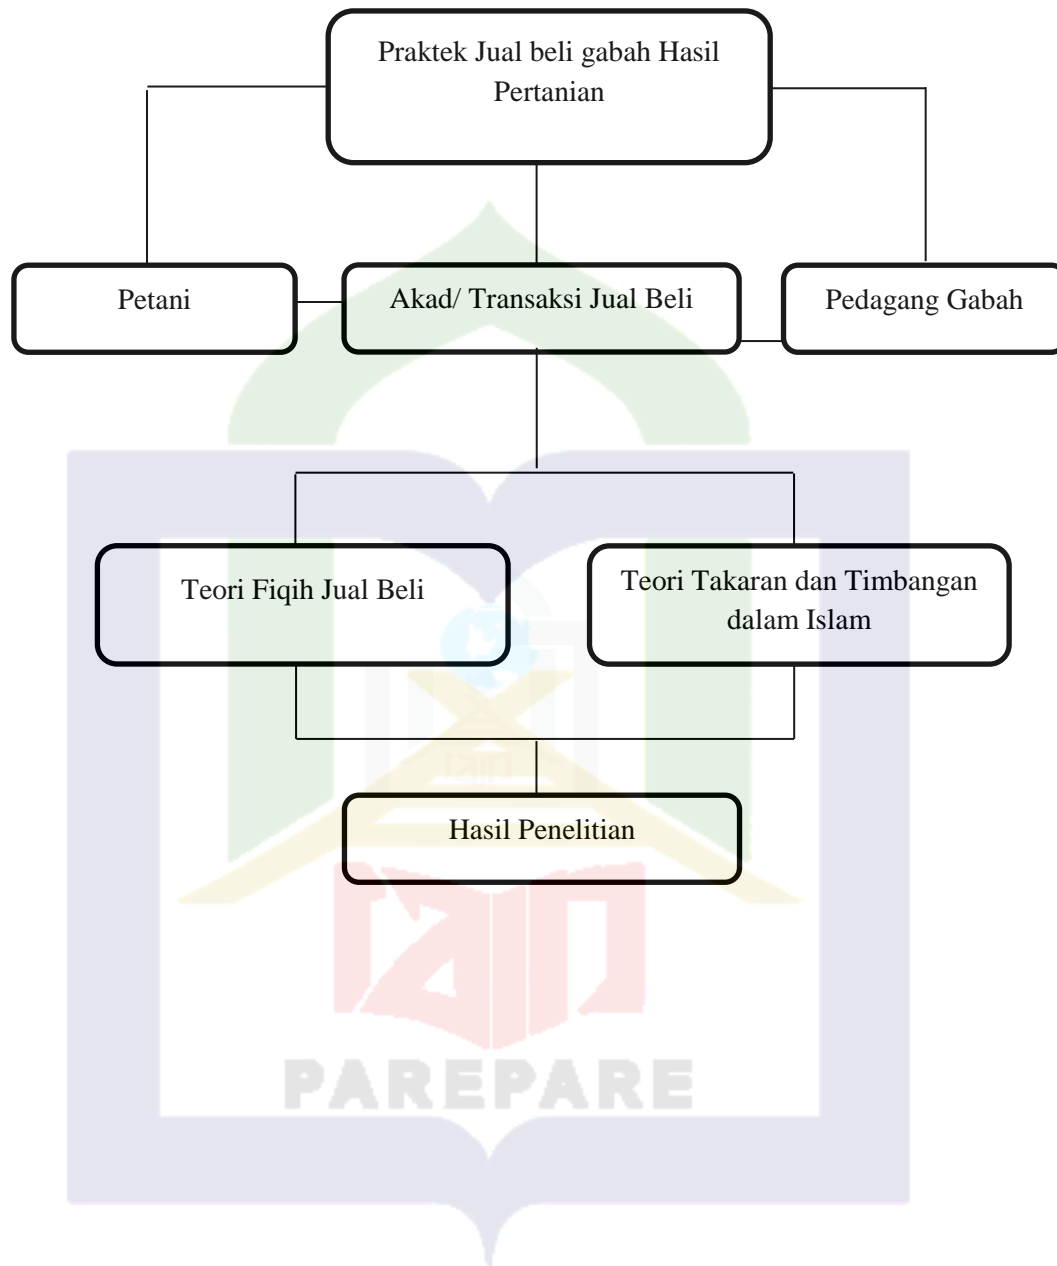 Praktek Jual beli gabah Hasil
Pertanian
Petani
Akad/ Transaksi Jual Beli
Pedagang Gabah
Teori Fiqih Jual Beli
Teori Takaran dan Timbangan
dalam Islam
Hasil Penelitian
PAREPARE